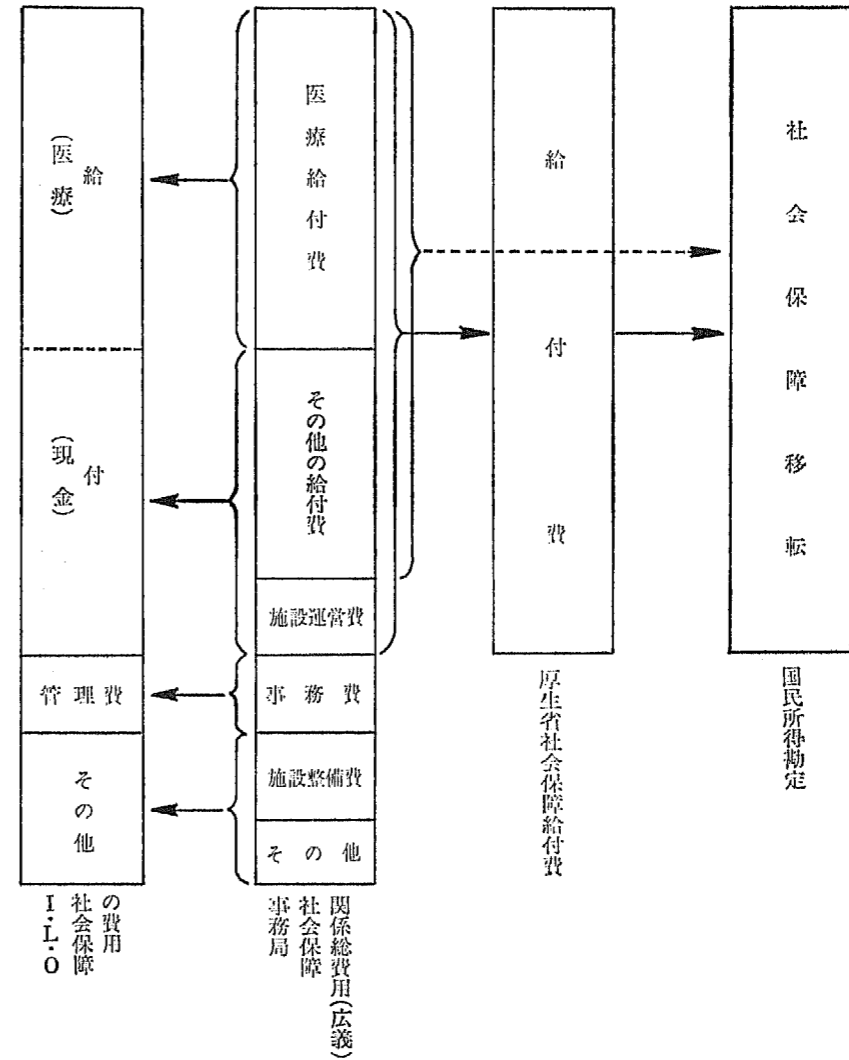 給付
(医療)
(現金)
管理費
その他
I・L・O
社会保障
の費用
医療給付費
その他の給付費
施設運営費
事務費
施設整備費
その他
関係総費用(広義)
社会保障
事務局
給付費
厚生省社会保障給付費
社会保障移転
国民所得勘定